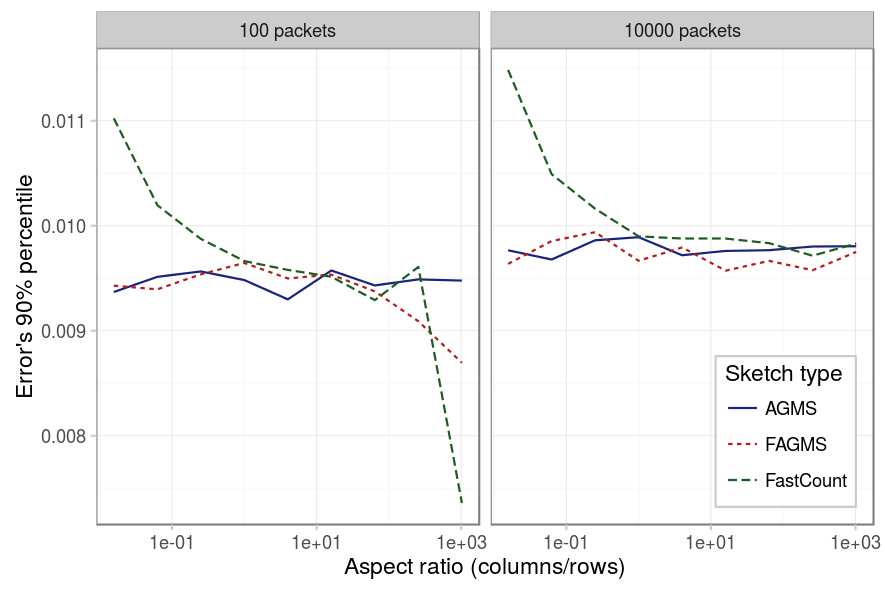 100 packets
10000 packets
Error's 90% percentile
0.011
0.010
0.009
0.008
Sketch type
AGMS
FAGMS
FastCount
1e-01
1e+01
1e+03
1e-01
1e+01
1e+03
Aspect ratio (columns/rows)